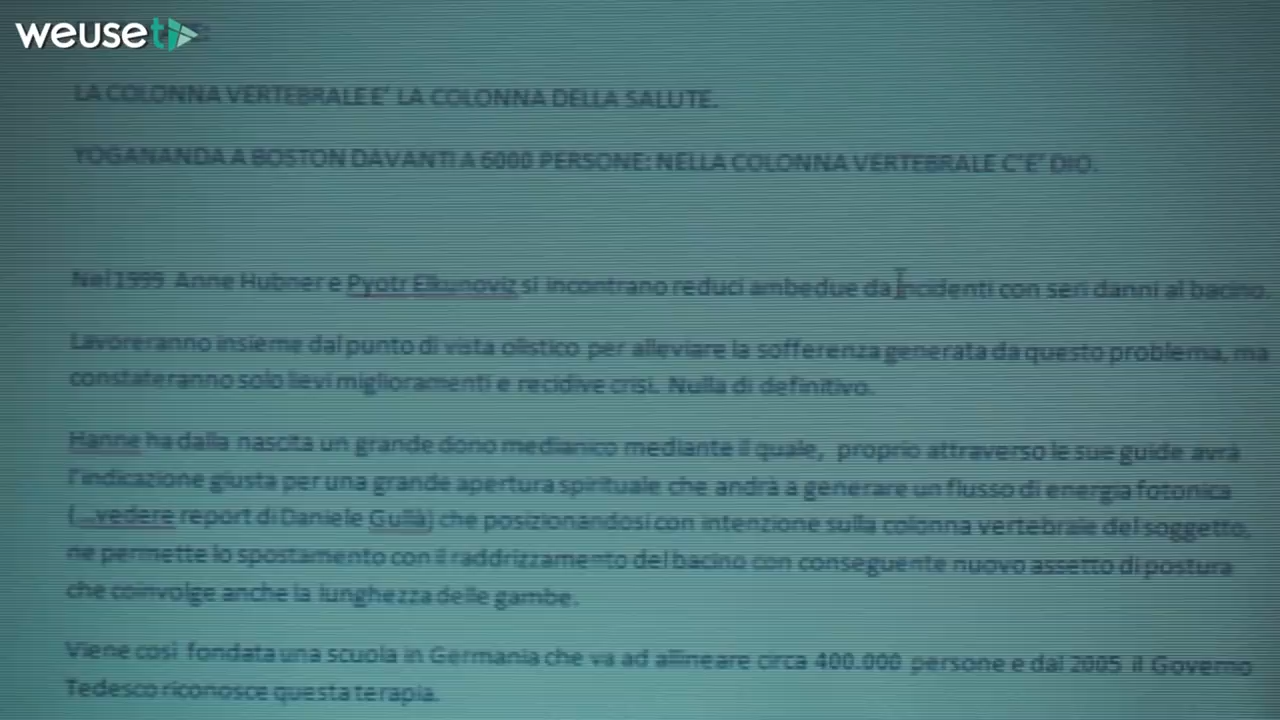 weuse tv
LA COLONNA VERTEBRALE E' LA COLONNA DELLA SALUTE.
YOGANANDA A BOSTON DAVANTI A 6000 PERSONE: NELLA COLONNA VERTEBRALE C'E' DIO.
Nel 1999 Anne Hubner e Pyotr Elkunoviz si incontrano reduci ambedue da incidenti con seri danni al bacino.
Lavoreranno insieme dal punto di vista olistico per alleviare la sofferenza generata da questo problema, ma
constateranno solo lievi miglioramenti e recidive crisi. Nulla di definitivo.
Hanne ha dalla nascita un grande dono medianico mediante il quale, proprio attraverso le sue guide avrà
l'indicazione giusta per una grande apertura spirituale che andrà a generare un flusso di energia fotonica
(...vedere report di Daniele Gullà) che posizionandosi con intenzione sulla colonna vertebrale del soggetto,
ne permette lo spostamento con il raddrizzamento del bacino con conseguente nuovo assetto di postura
che coinvolge anche la lunghezza delle gambe.
Viene così fondata una scuola in Germania che va ad allineare circa 400.000 persone e dal 2005 il Governo
Tedesco riconosce questa terapia.